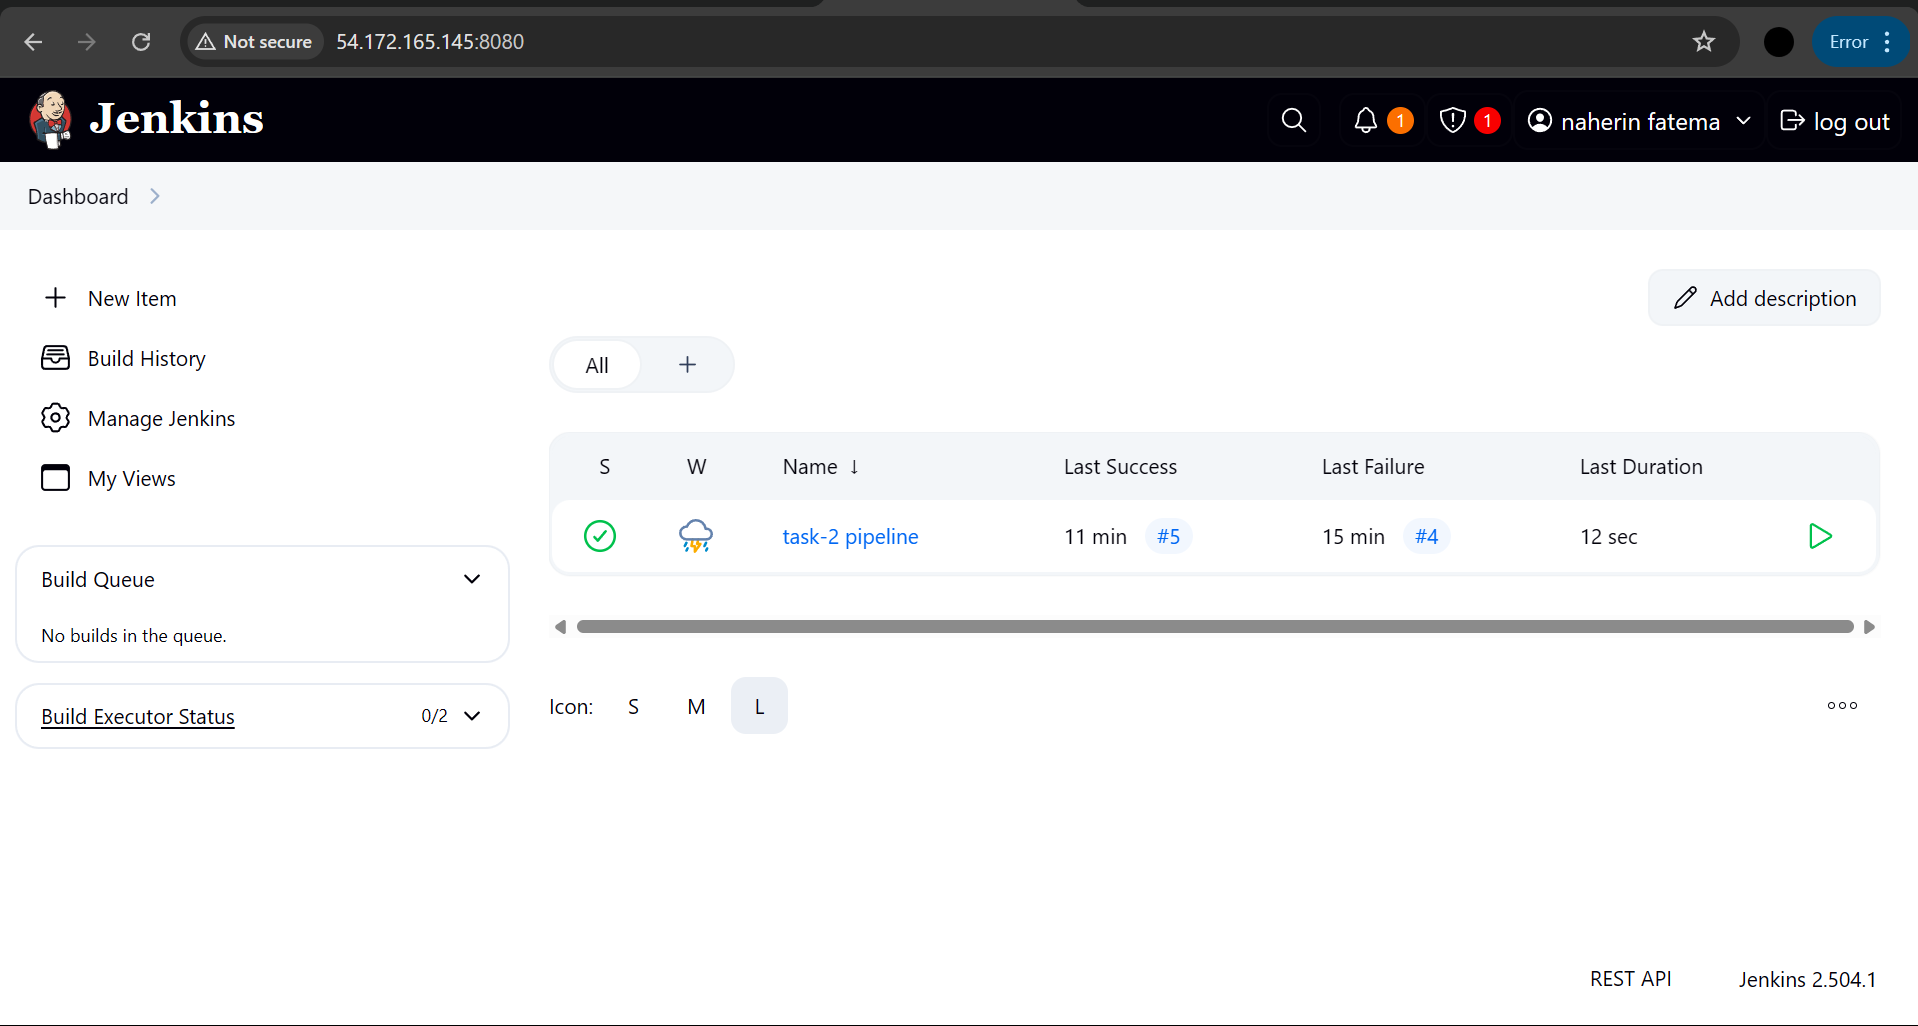 Not secure 54.172.165.145:8080 Error
Jenkins 1 1 naherin fatema log out
Dashboard
New Item
Build History
Manage Jenkins
My Views
Build Queue
No builds in the queue.
Build Executor Status 0/2
Add description
All +
S W Name ↓ Last Success Last Failure Last Duration
task-2 pipeline 11 min #5 15 min #4 12 sec
Icon: S M L
REST API Jenkins 2.504.1